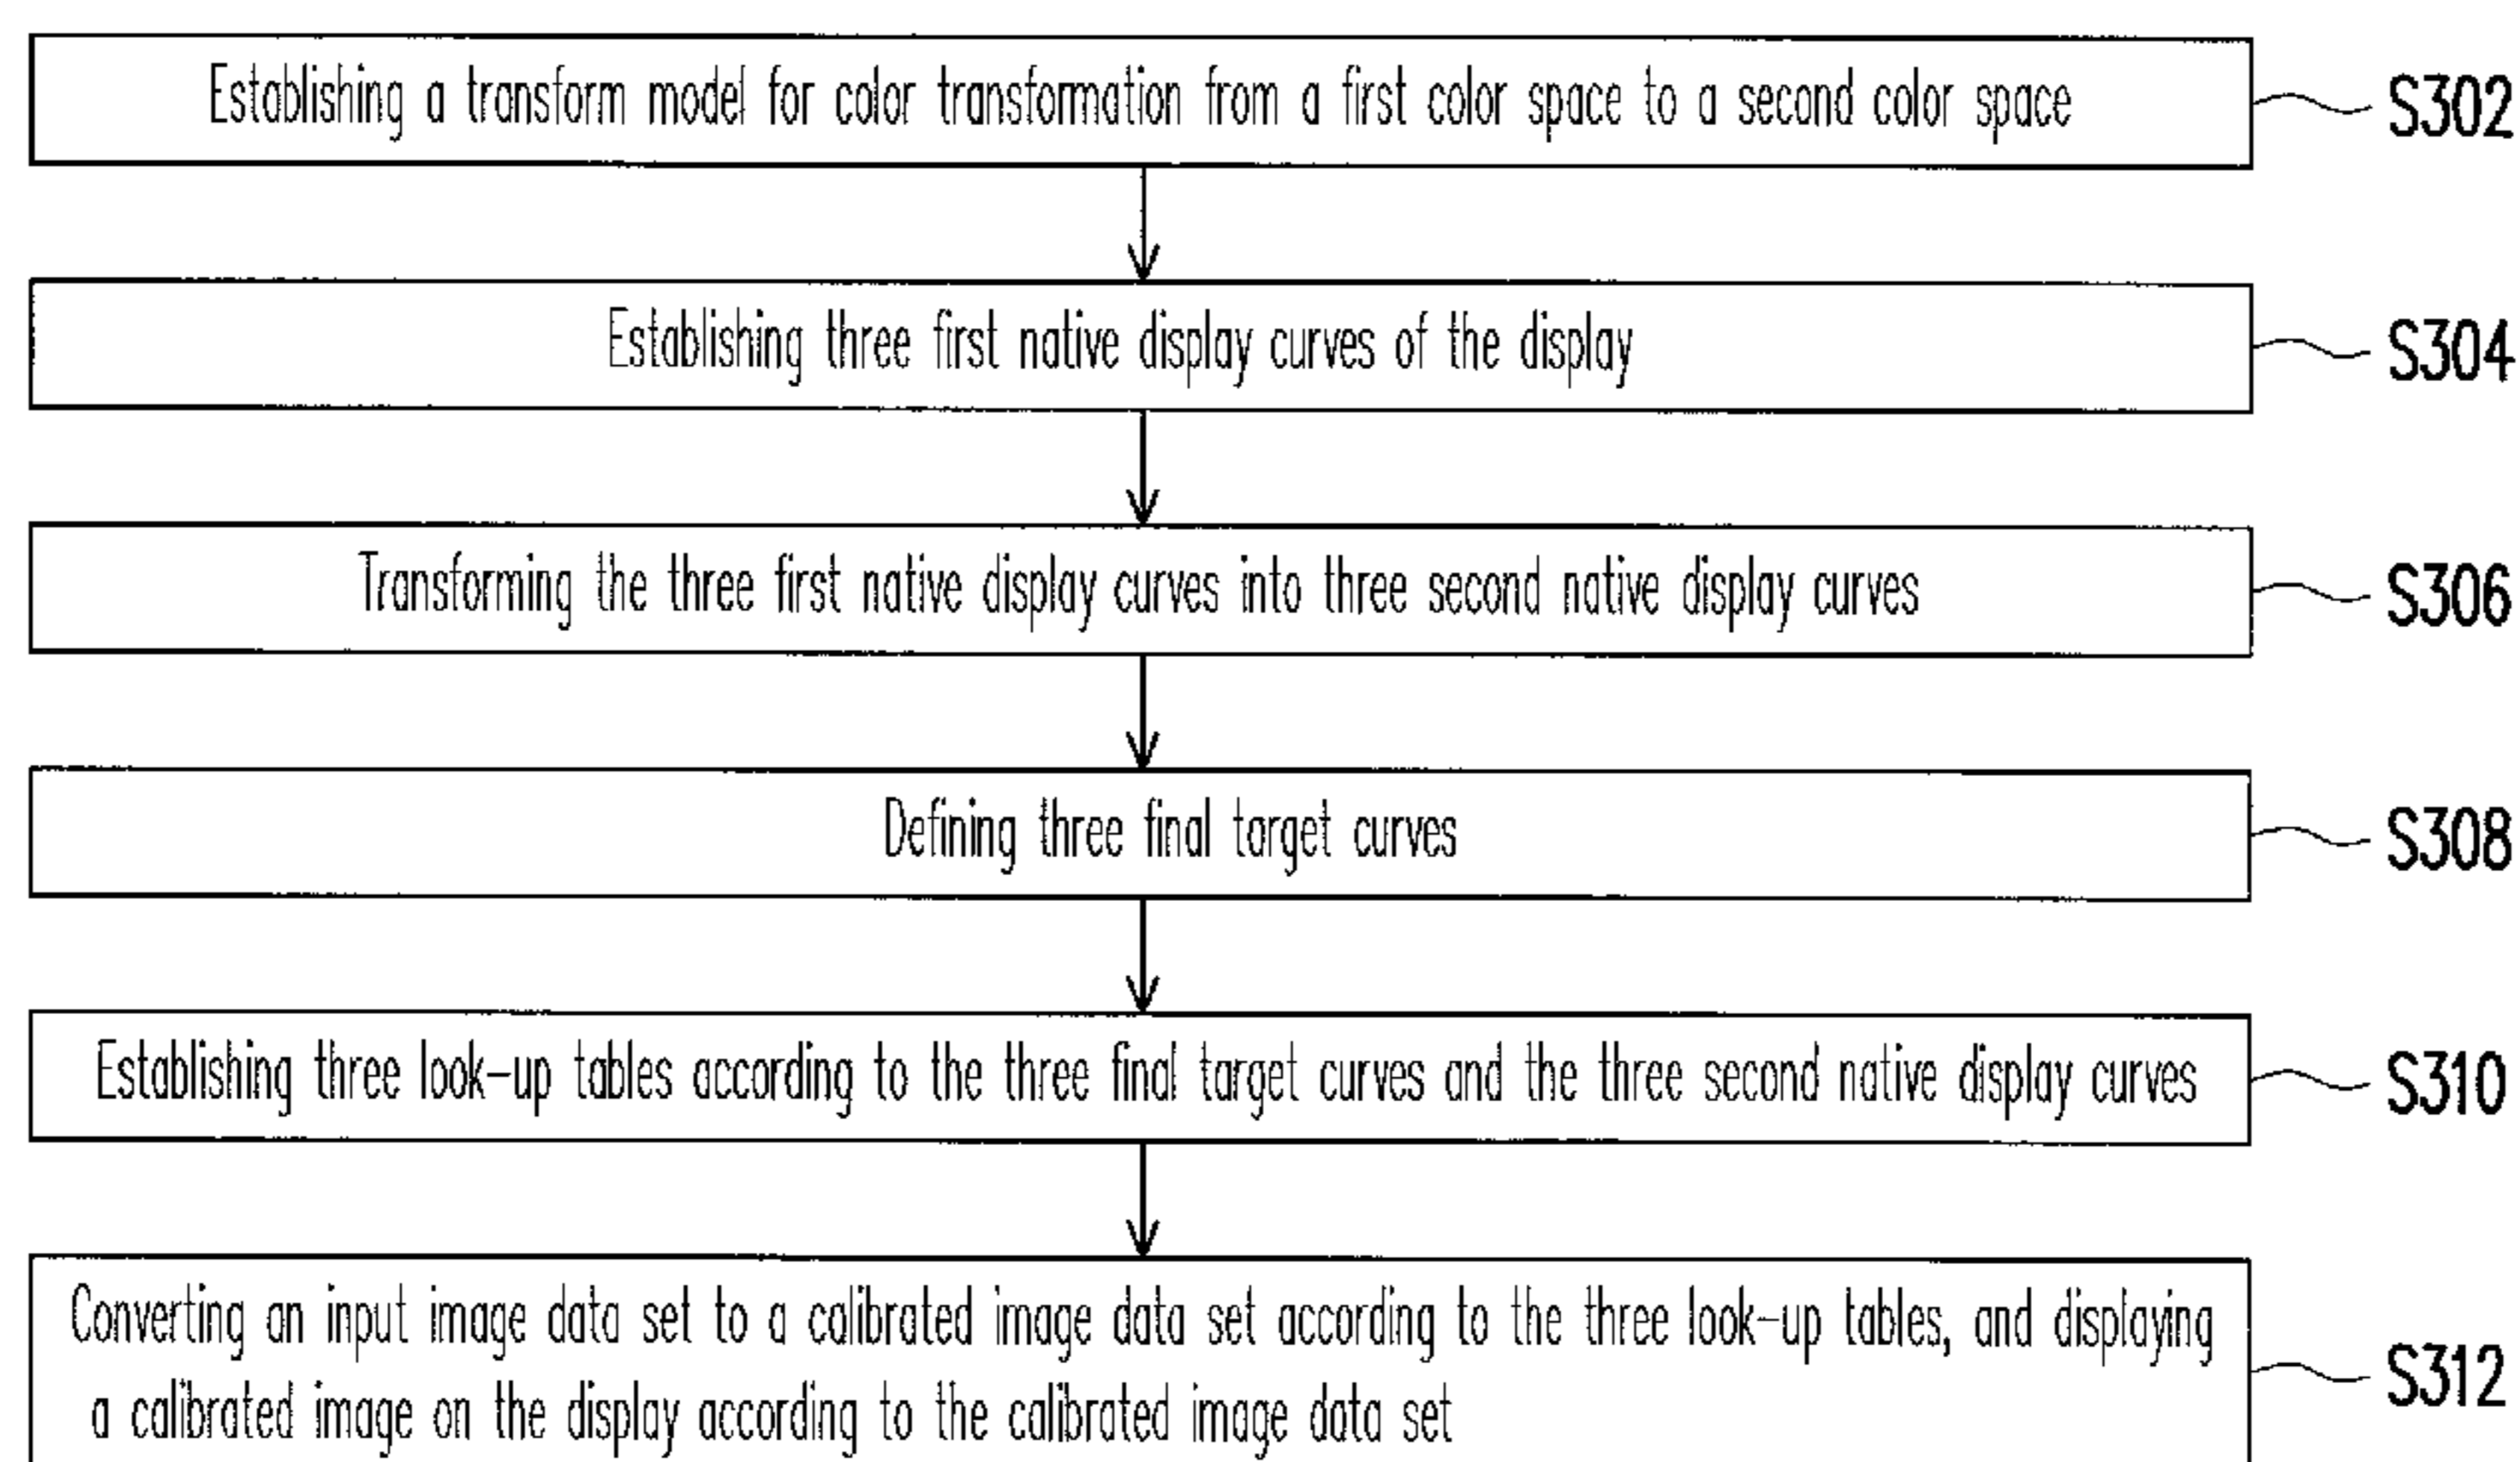 Establishing a transform model for color transformation from a first color space to a second color space
S302
Establishing three first native display curves of the display
S304
Transforming the three first native display curves into three second native display curves
S306
Defining three final target curves
S308
Establishing three look-up tables according to the three final target curves and the three second native display curves
S310
Converting an input image data set to a calibrated image data set according to the three look-up tables, and displaying
a calibrated image on the display according to the calibrated image data set
S312